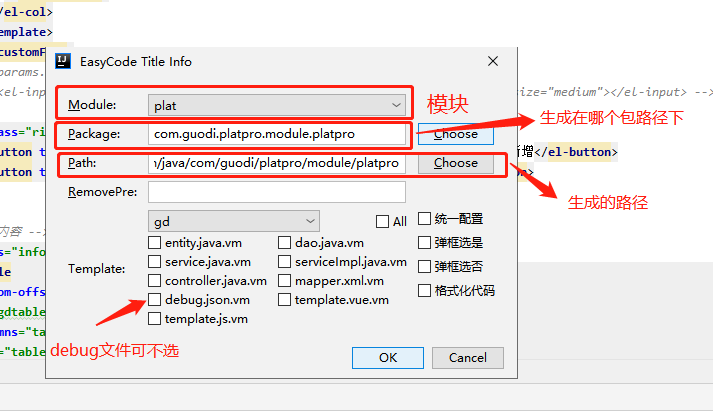 </el-col>
template>
customF
params.
<el-inp
size="medium"></el-input> -->
EasyCode Title Info
Module:
plat
模块
Package:
com.guodi.platpro.module.platpro
Choose
生成在哪个包路径下
ass="ri
button t
增</el-button>
Path:
/java/com/guodi/platpro/module/platpro
Choose
button t
n>
RemovePre:
生成的路径
gd
All
统一配置
内容 -->
entity.java.vm
dao.java.vm
弹框选是
s="info
service.java.vm
serviceImpl.java.vm
Template:
弹框选否
le
controller.java.vm
mapper.xml.vm
om-offs
格式化代码
gdtable
debug.json.vm
template.vue.vm
mns="ta
template.js.vm
="table
debug文件可不选
OK
Cancel